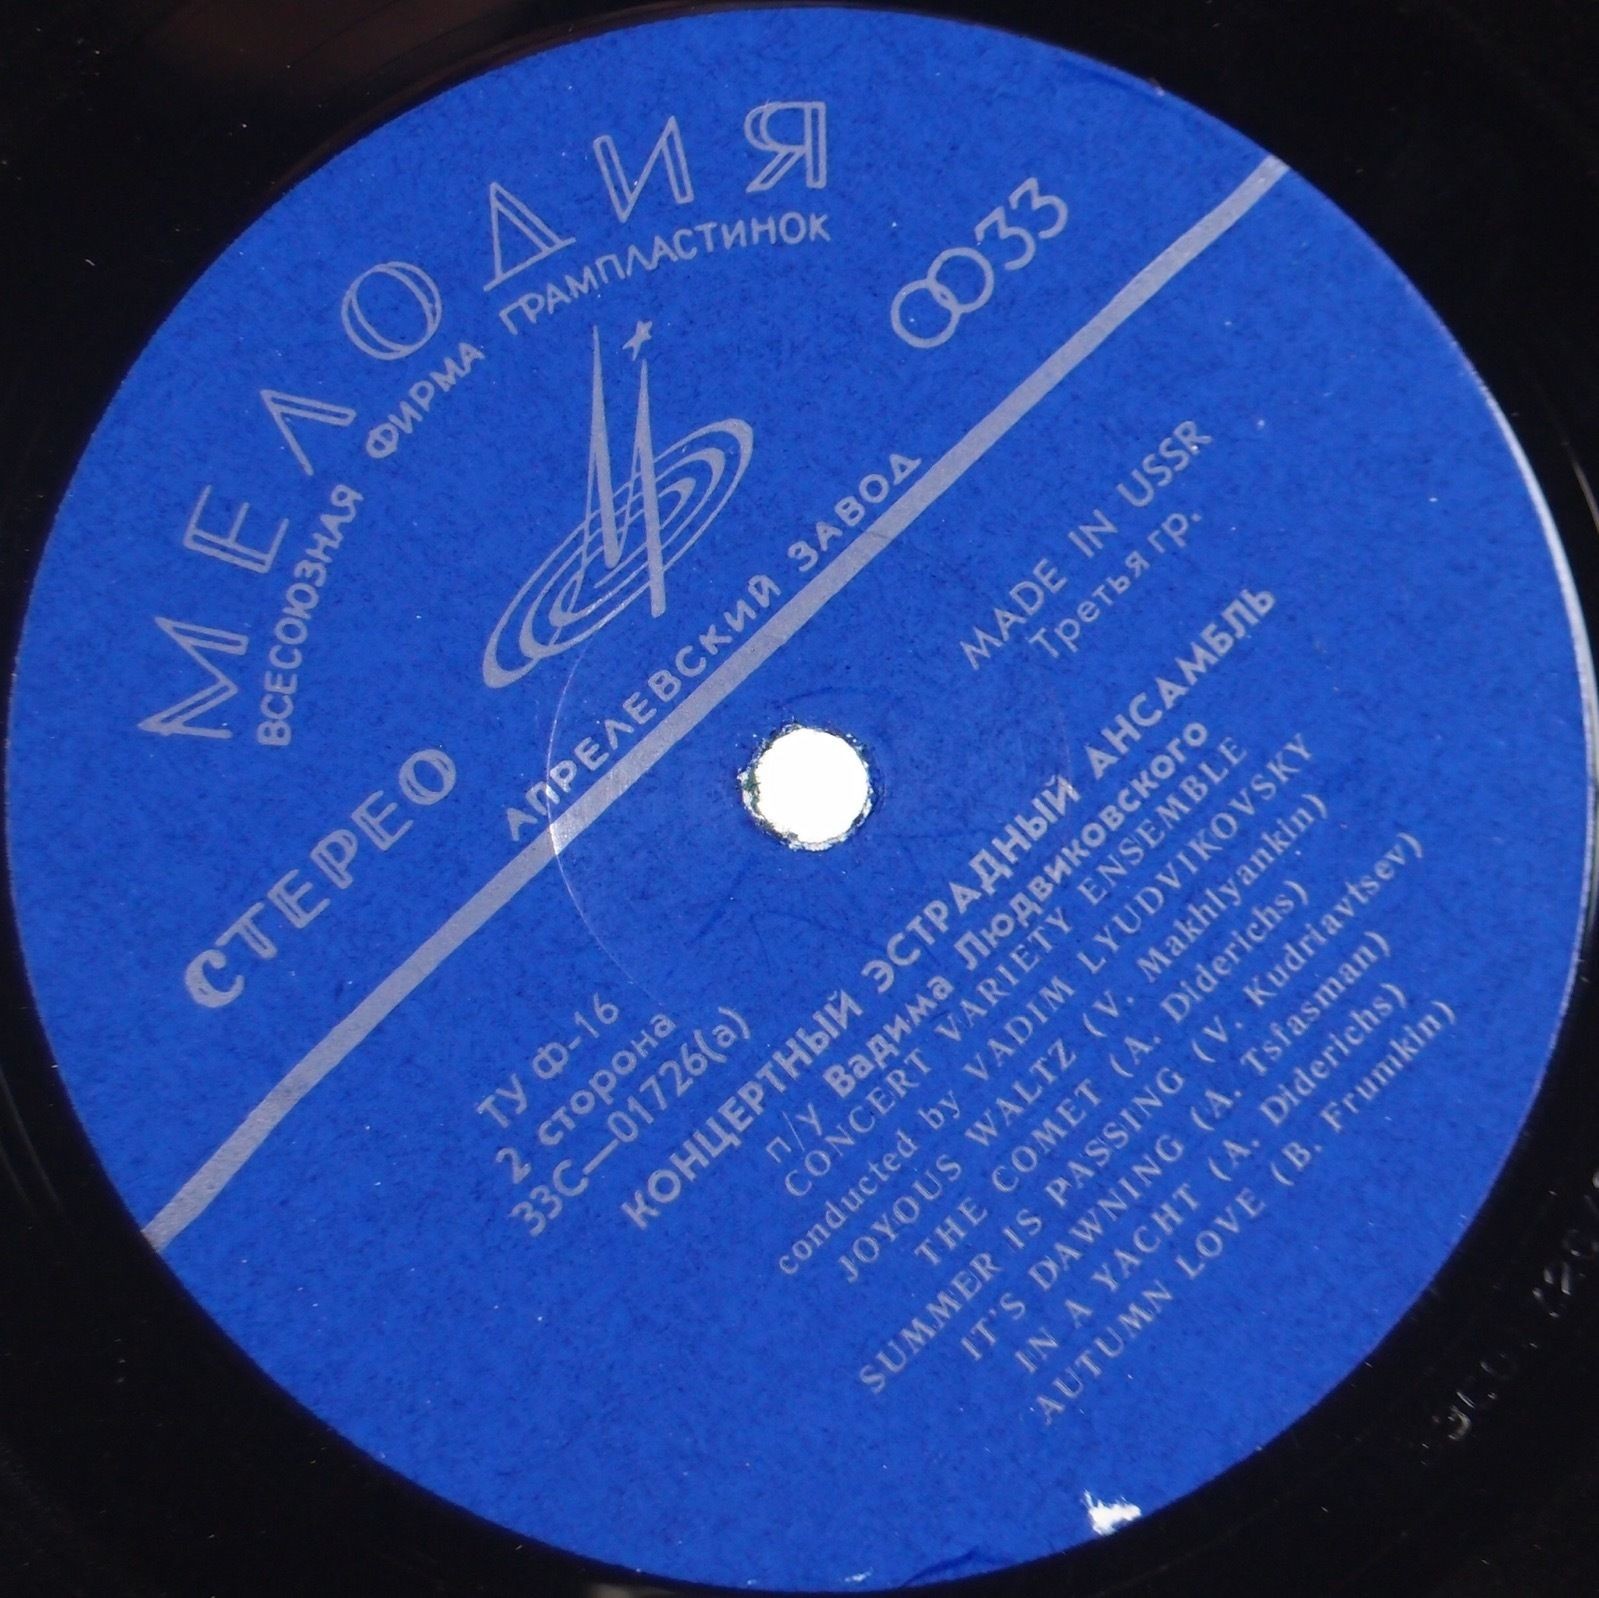 МЕЛОДИЯ
ВСЕСОЮЗНАЯ ФИРМА ГРАМПЛАСТИНОК
33
СТЕРЕО
АПРЕЛЕВСКИЙ ЗАВОД
MADE IN USSR
Третья гр.
ТУ Ф-16
2 сторона
33С—01726(а)
КОНЦЕРТНЫЙ ЭСТРАДНЫЙ АНСАМБЛЬ
п/у Вадима Людвиковского
CONCERT VARIETY ENSEMBLE
conducted by VADIM LYUDVIKOVSKY
JOYOUS WALTZ (V. Makhlyankin)
THE COMET (A. Diderichs)
SUMMER IS PASSING (V. Kudriavtsev)
IT'S DAWNING (A. Tsfasman)
IN A YACHT (A. Diderichs)
AUTUMN LOVE (B. Frumkin)